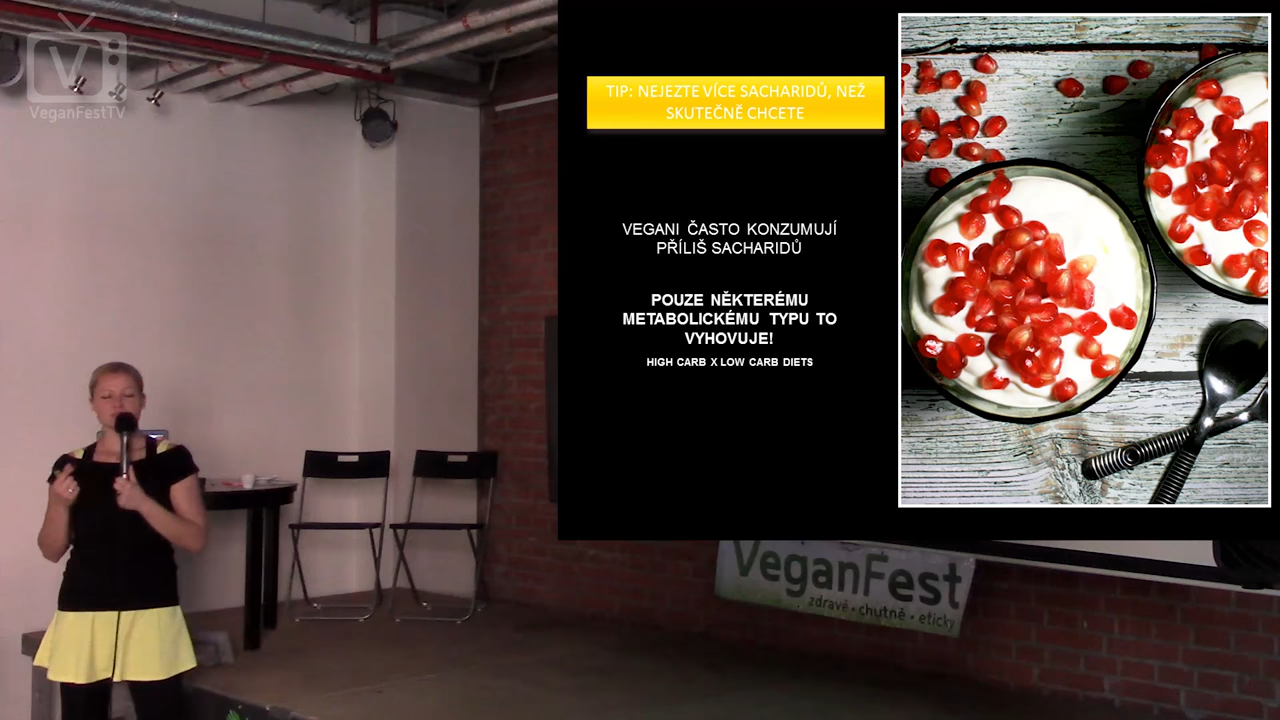 V
VeganFestTV
TIP: NEJEZTE VÍCE SACHARIDŮ, NEŽ
SKUTEČNĚ CHCETE
VEGANI ČASTO KONZUMUJÍ
PŘÍLIŠ SACHARIDŮ
POUZE NĚKTERÉMU
METABOLICKÉMU TYPU TO
VYHOVUJE!
HIGH CARB X LOW CARB DIETS
VeganFest
zdravě • chutně • eticky